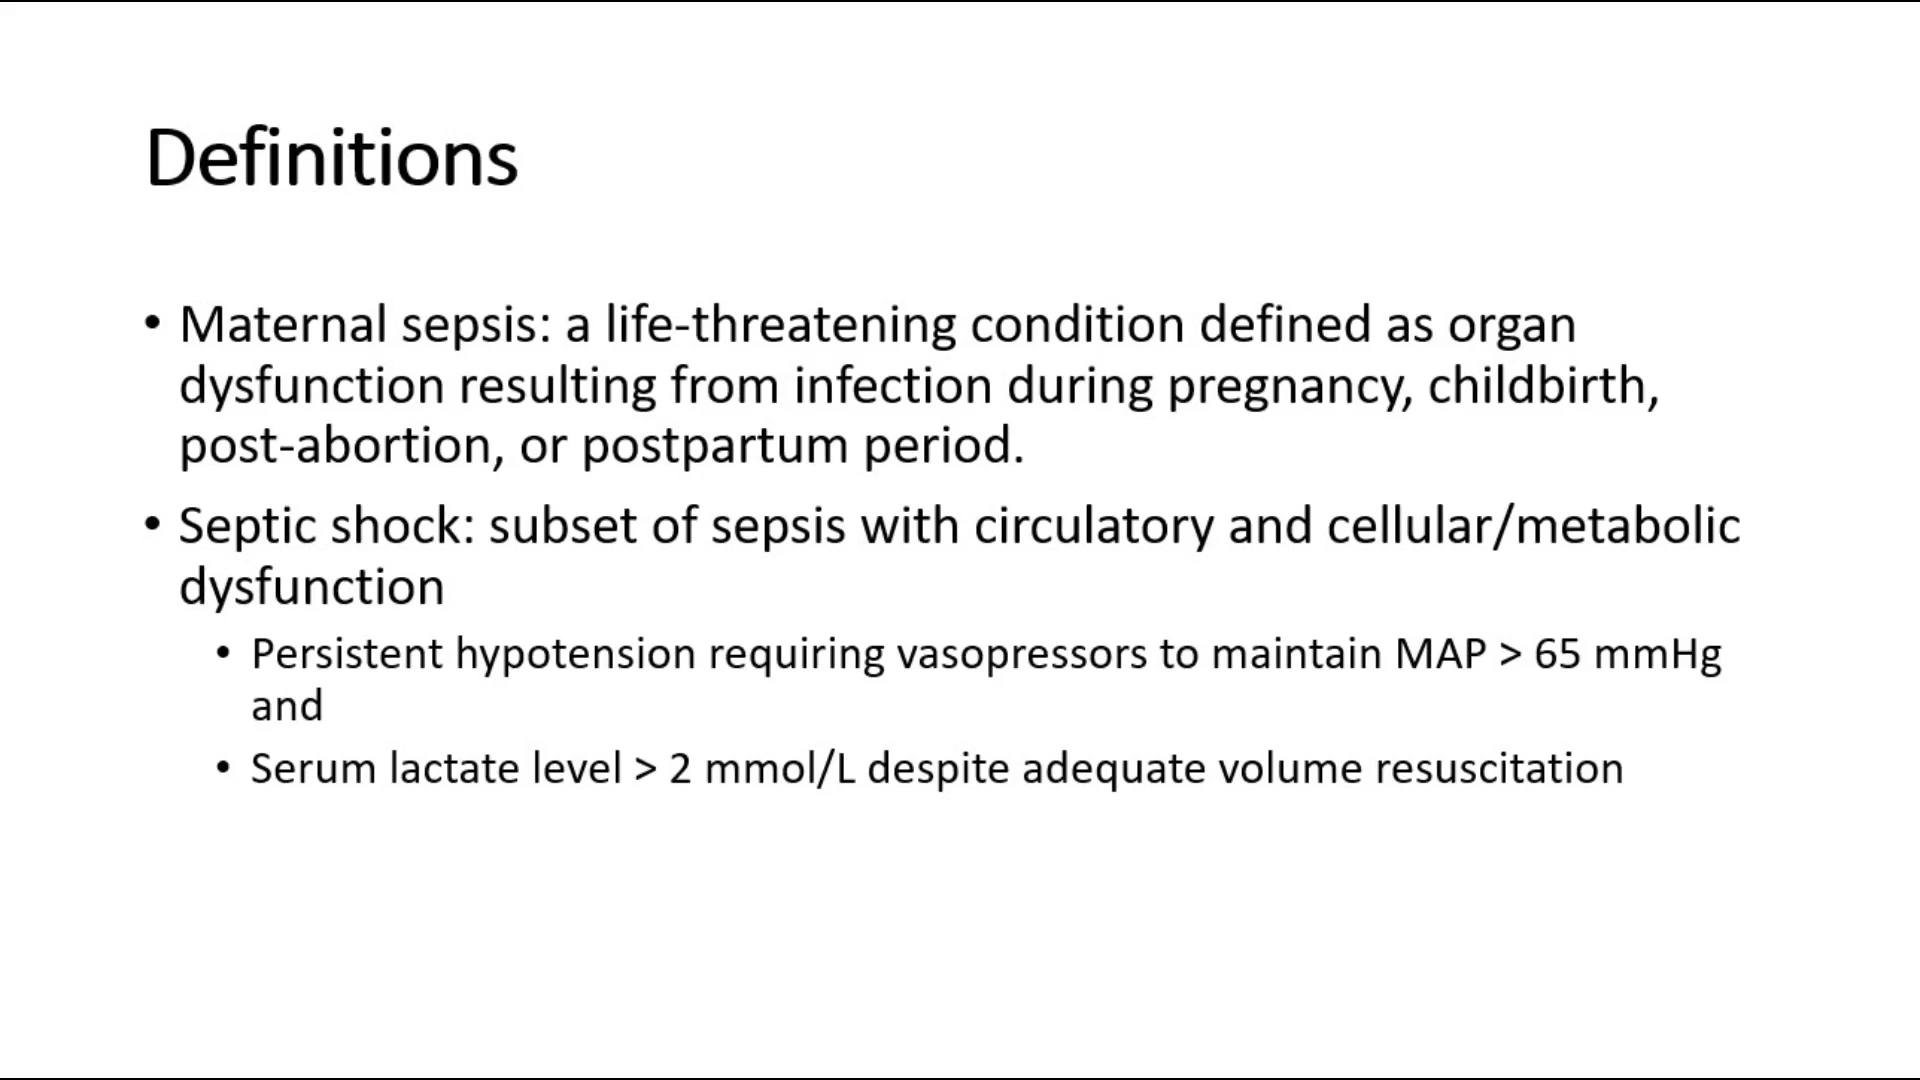 Definitions
• Maternal sepsis: a life-threatening condition defined as organ
dysfunction resulting from infection during pregnancy, childbirth,
post-abortion, or postpartum period.
• Septic shock: subset of sepsis with circulatory and cellular/metabolic
dysfunction
• Persistent hypotension requiring vasopressors to maintain MAP > 65 mmHg
and
• Serum lactate level > 2 mmol/L despite adequate volume resuscitation